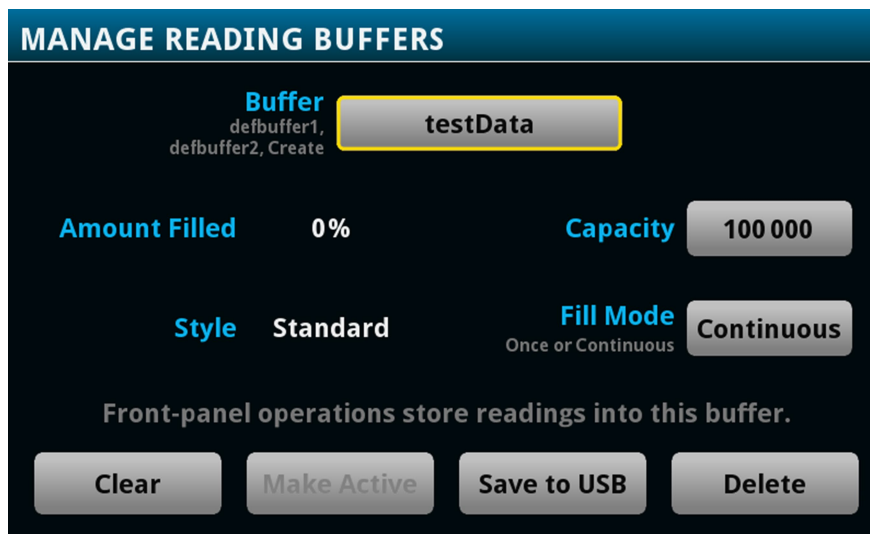 MANAGE READING BUFFERS
Buffer
defbuffer1,
defbuffer2, Create
testData
Amount Filled 0% Capacity 100 000
Style Standard Fill Mode
Once or Continuous
Continuous
Front-panel operations store readings into this buffer.
Clear Make Active Save to USB Delete